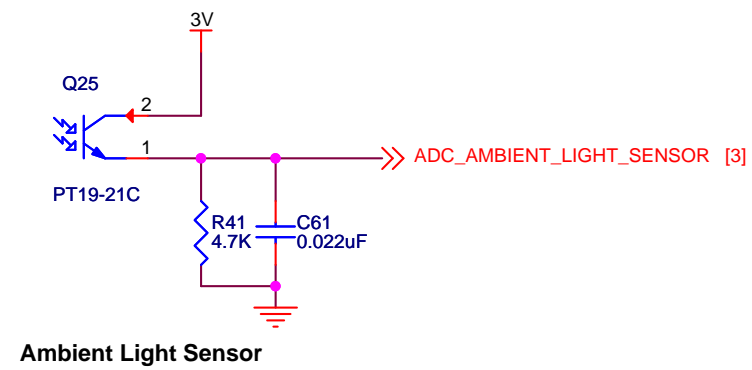 3V
Q25
2
1
ADC_AMBIENT_LIGHT_SENSOR [3]
PT19-21C
R41 C61
4.7K 0.022uF
Ambient Light Sensor